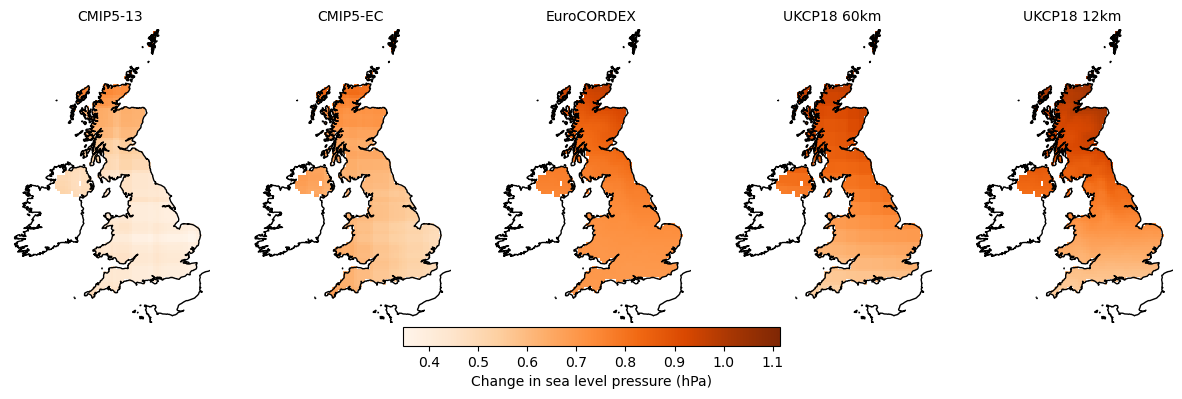 CMIP5-13 CMIP5-EC EuroCORDEX UKCP18 60km UKCP18 12km
0.4 0.5 0.6 0.7 0.8 0.9 1.0 1.1
Change in sea level pressure (hPa)